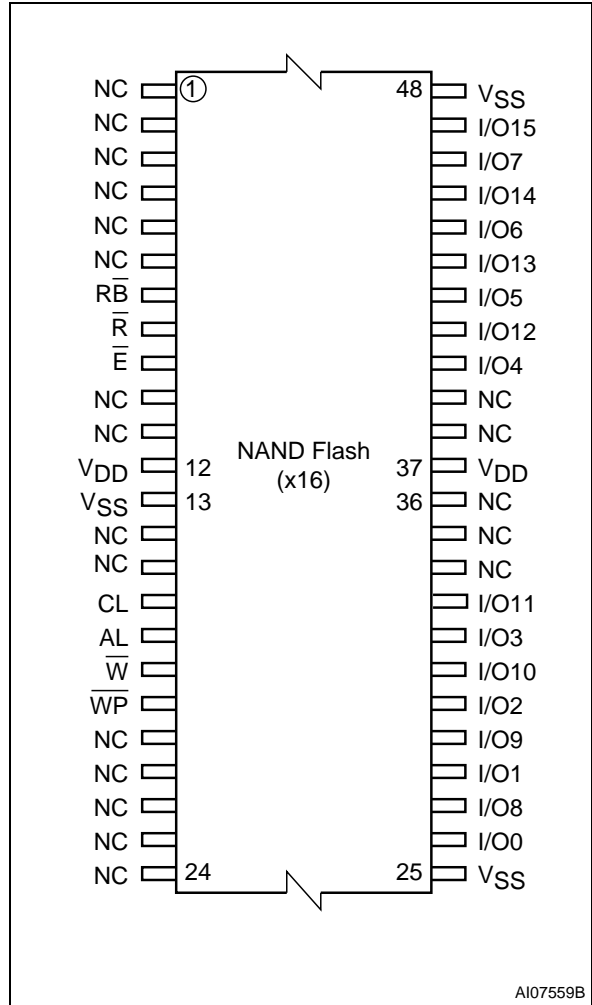 NC ① 48 VSS
NC I/O15
NC I/O7
NC I/O14
NC I/O6
NC I/O13
RB̅ I/O5
R̅ I/O12
E̅ I/O4
NC NC
NC NC
VDD 12 NAND Flash 37 VDD
(x16)
VSS 13 36 NC
NC NC
NC NC
CL I/O11
AL I/O3
W̅ I/O10
W̅P̅ I/O2
NC I/O9
NC I/O1
NC I/O8
NC I/O0
NC 24 25 VSS
AI07559B